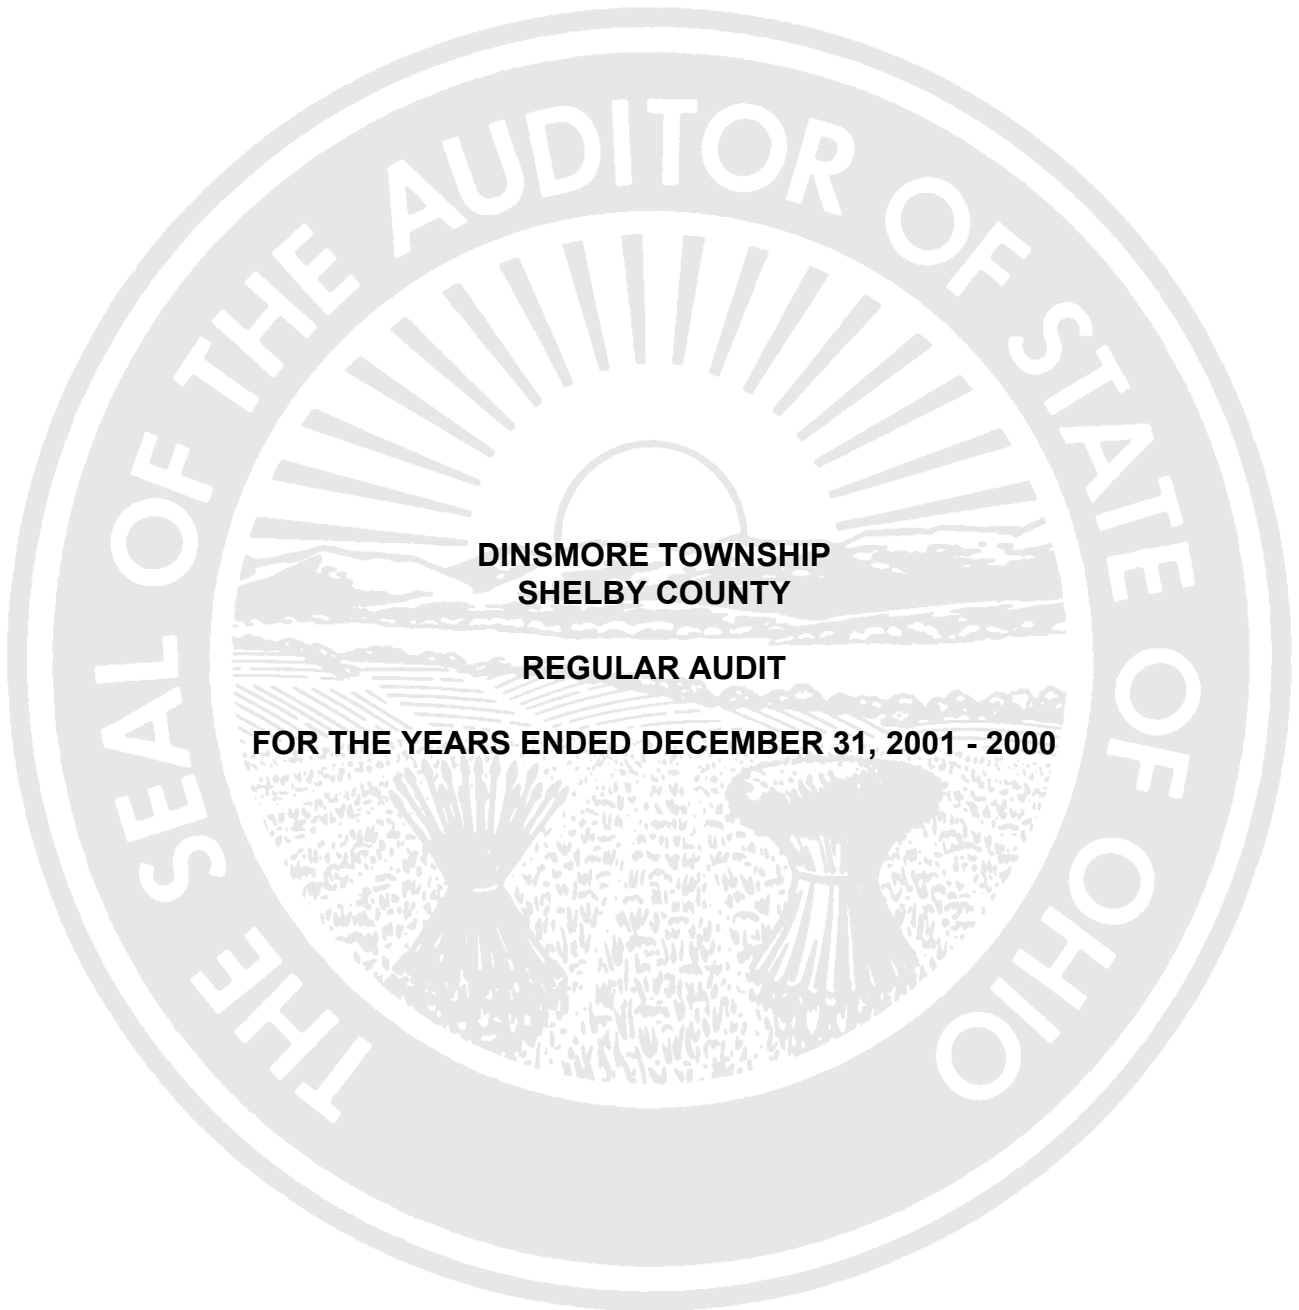 THE SEAL OF THE AUDITOR OF STATE OF OHIO
DINSMORE TOWNSHIP
SHELBY COUNTY
REGULAR AUDIT
FOR THE YEARS ENDED DECEMBER 31, 2001 - 2000